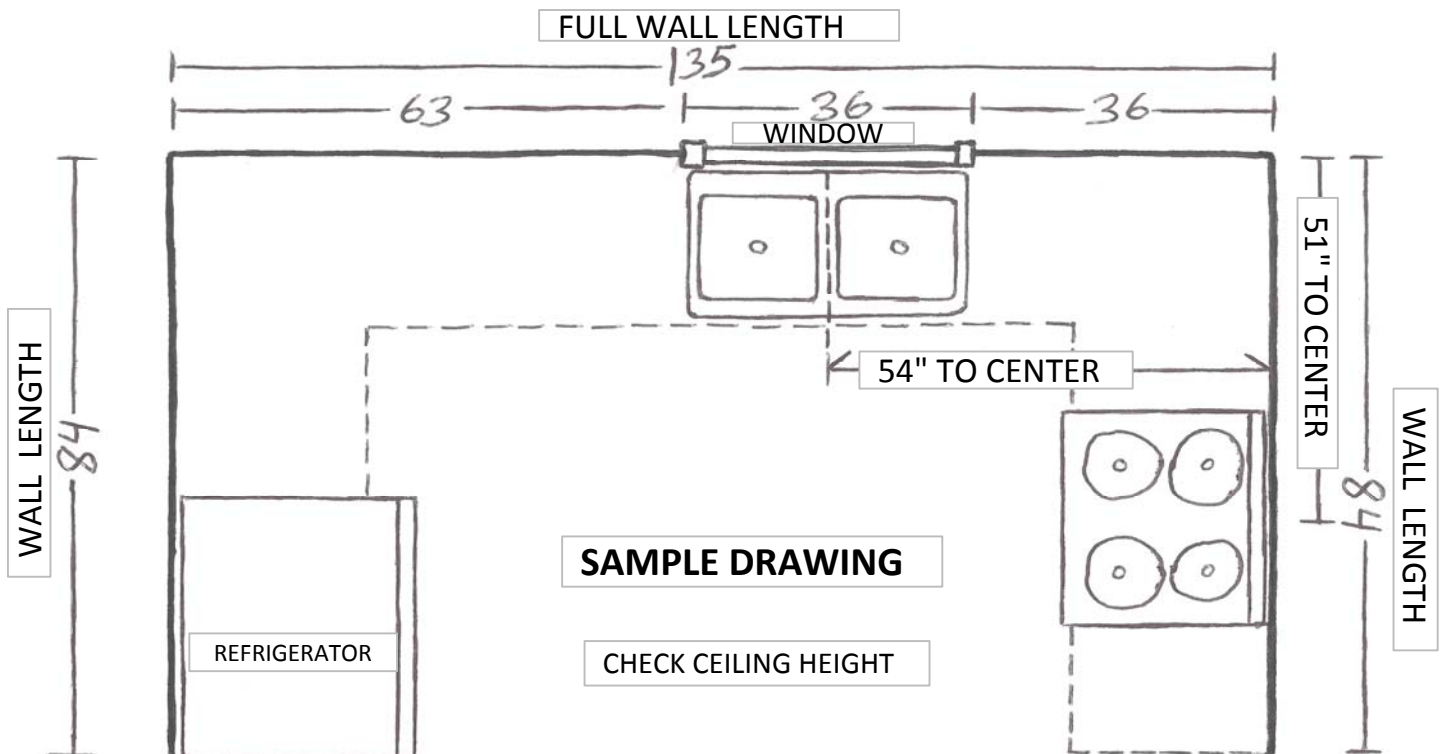 FULL WALL LENGTH
135
63
36
36
WINDOW
51" TO CENTER
54" TO CENTER
WALL LENGTH
84
84
WALL LENGTH
SAMPLE DRAWING
REFRIGERATOR
CHECK CEILING HEIGHT